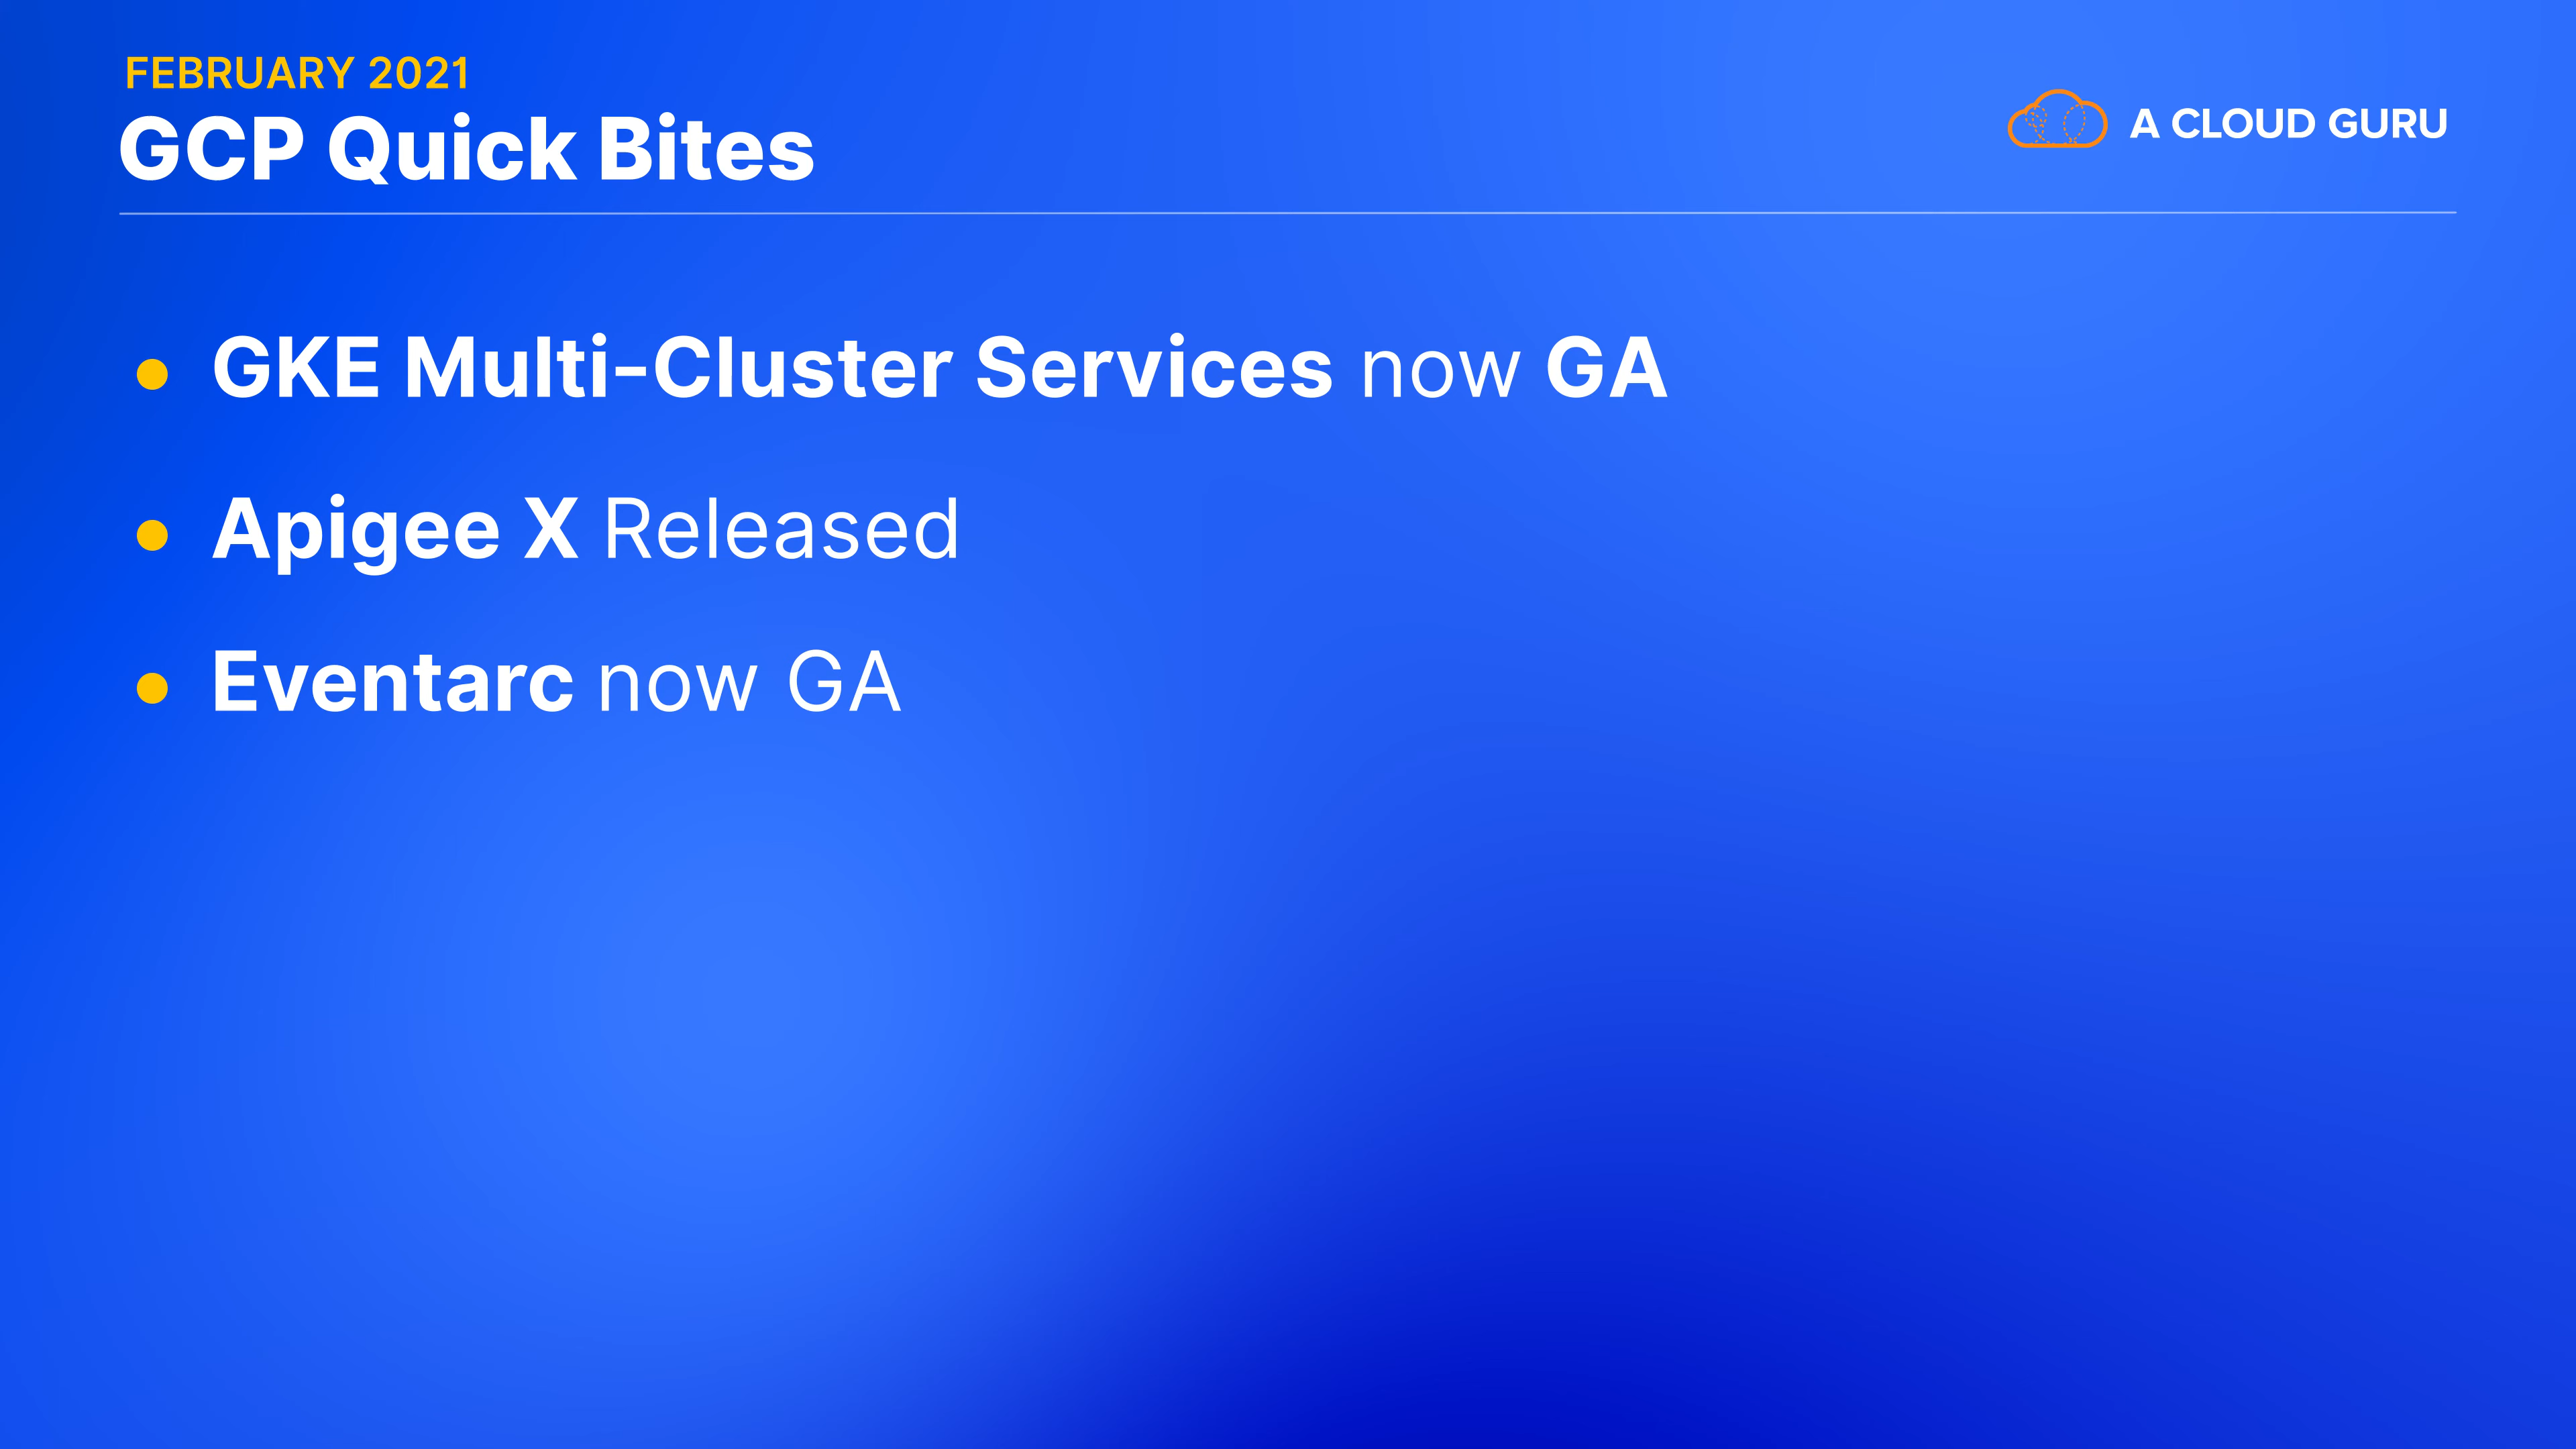 FEBRUARY 2021
GCP Quick Bites
A CLOUD GURU
GKE Multi-Cluster Services now GA
Apigee X Released
Eventarc now GA